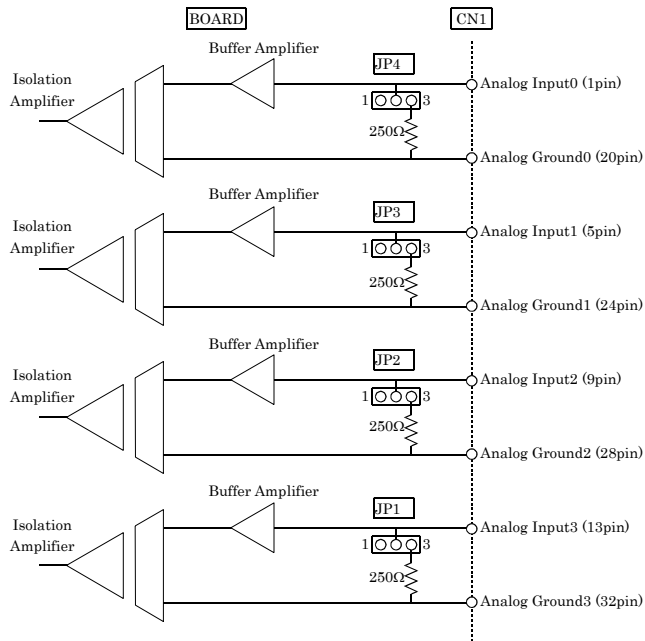 BOARD
CN1
Buffer Amplifier
Isolation
Amplifier
JP4
Analog Input0 (1pin)
1
3
250Ω
Analog Ground0 (20pin)
Buffer Amplifier
Isolation
Amplifier
JP3
Analog Input1 (5pin)
1
3
250Ω
Analog Ground1 (24pin)
Buffer Amplifier
Isolation
Amplifier
JP2
Analog Input2 (9pin)
1
3
250Ω
Analog Ground2 (28pin)
Buffer Amplifier
Isolation
Amplifier
JP1
Analog Input3 (13pin)
1
3
250Ω
Analog Ground3 (32pin)